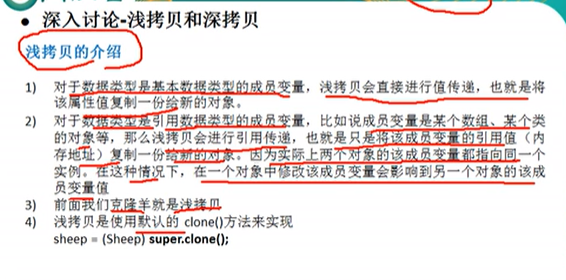 • 深入讨论-浅拷贝和深拷贝
浅拷贝的介绍
1) 对于数据类型是基本数据类型的成员变量，浅拷贝会直接进行值传递，也就是将
该属性值复制一份给新的对象。
2) 对于数据类型是引用数据类型的成员变量，比如说成员变量是某个数组、某个类
的对象等，那么浅拷贝会进行引用传递，也就是只是将该成员变量的引用值（内
存地址）复制一份给新的对象。因为实际上两个对象的该成员变量都指向同一个
实例。在这种情况下，在一个对象中修改该成员变量会影响到另一个对象的该成
员变量值
3) 前面我们克隆羊就是浅拷贝
4) 浅拷贝是使用默认的 clone()方法来实现
sheep = (Sheep) super.clone();